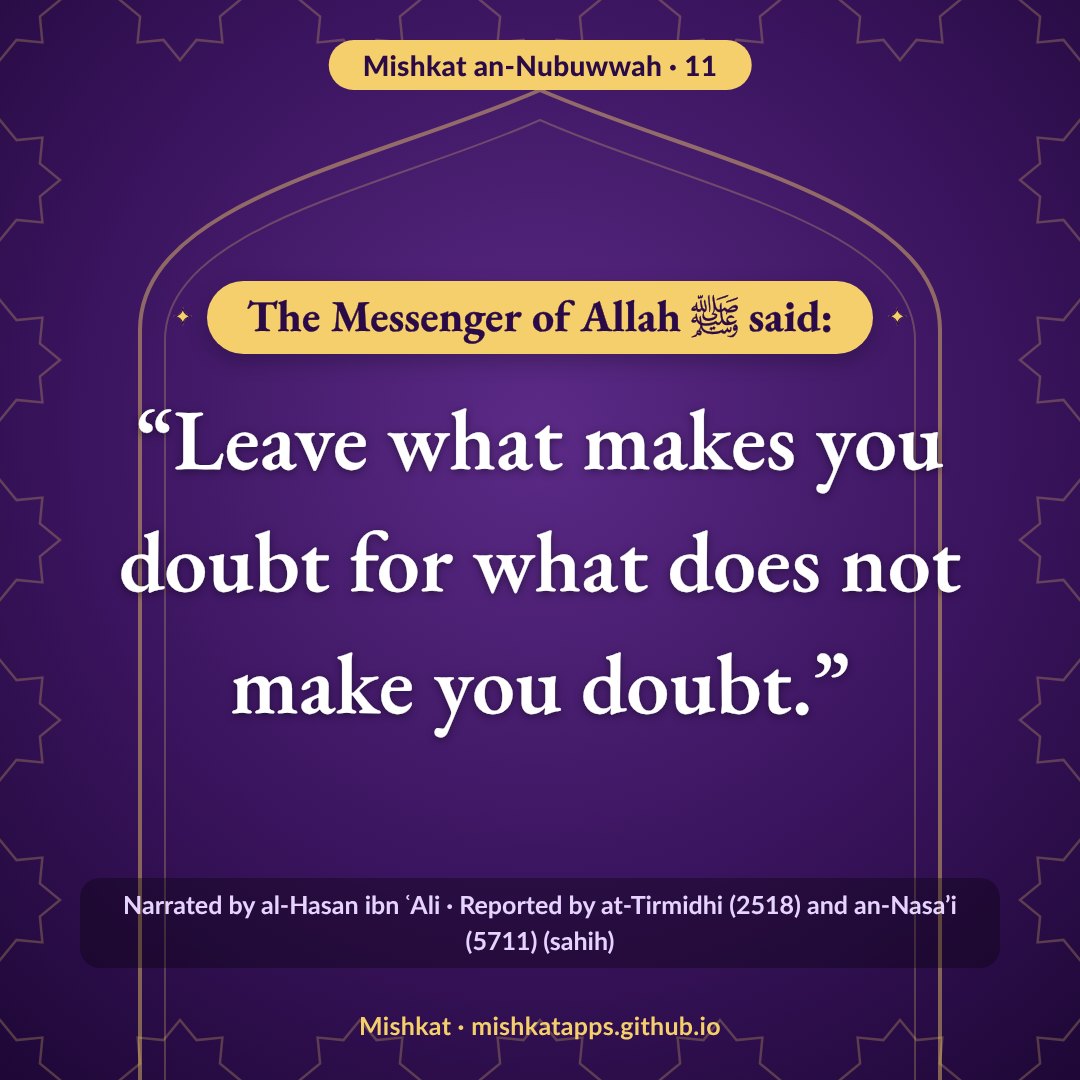 Mishkat an-Nubuwwah · 11
The Messenger of Allah ﷺ said:
“Leave what makes you
doubt for what does not
make you doubt.”
Narrated by al-Hasan ibn ʿAli · Reported by at-Tirmidhi (2518) and an-Nasa’i
(5711) (sahih)
Mishkat · mishkatapps.github.io